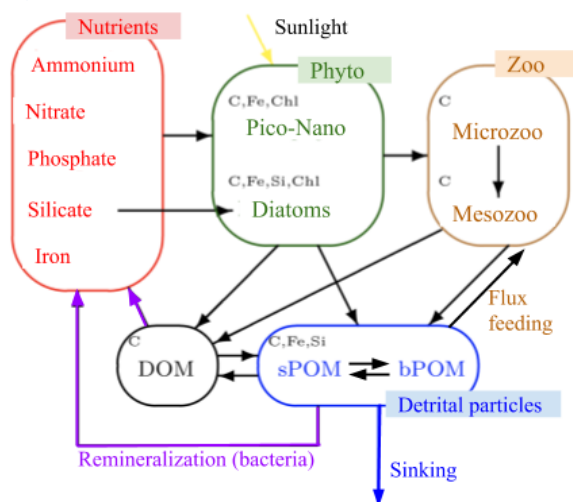 Nutrients
Sunlight
Phyto
Zoo
Ammonium
Nitrate
Phosphate
Silicate
Iron
C,Fe,Chl
Pico-Nano
C,Fe,Si,Chl
Diatoms
C
Microzoo
C
Mesozoo
Flux
feeding
C
DOM
C,Fe,Si
sPOM
bPOM
Detrital particles
Remineralization (bacteria)
Sinking